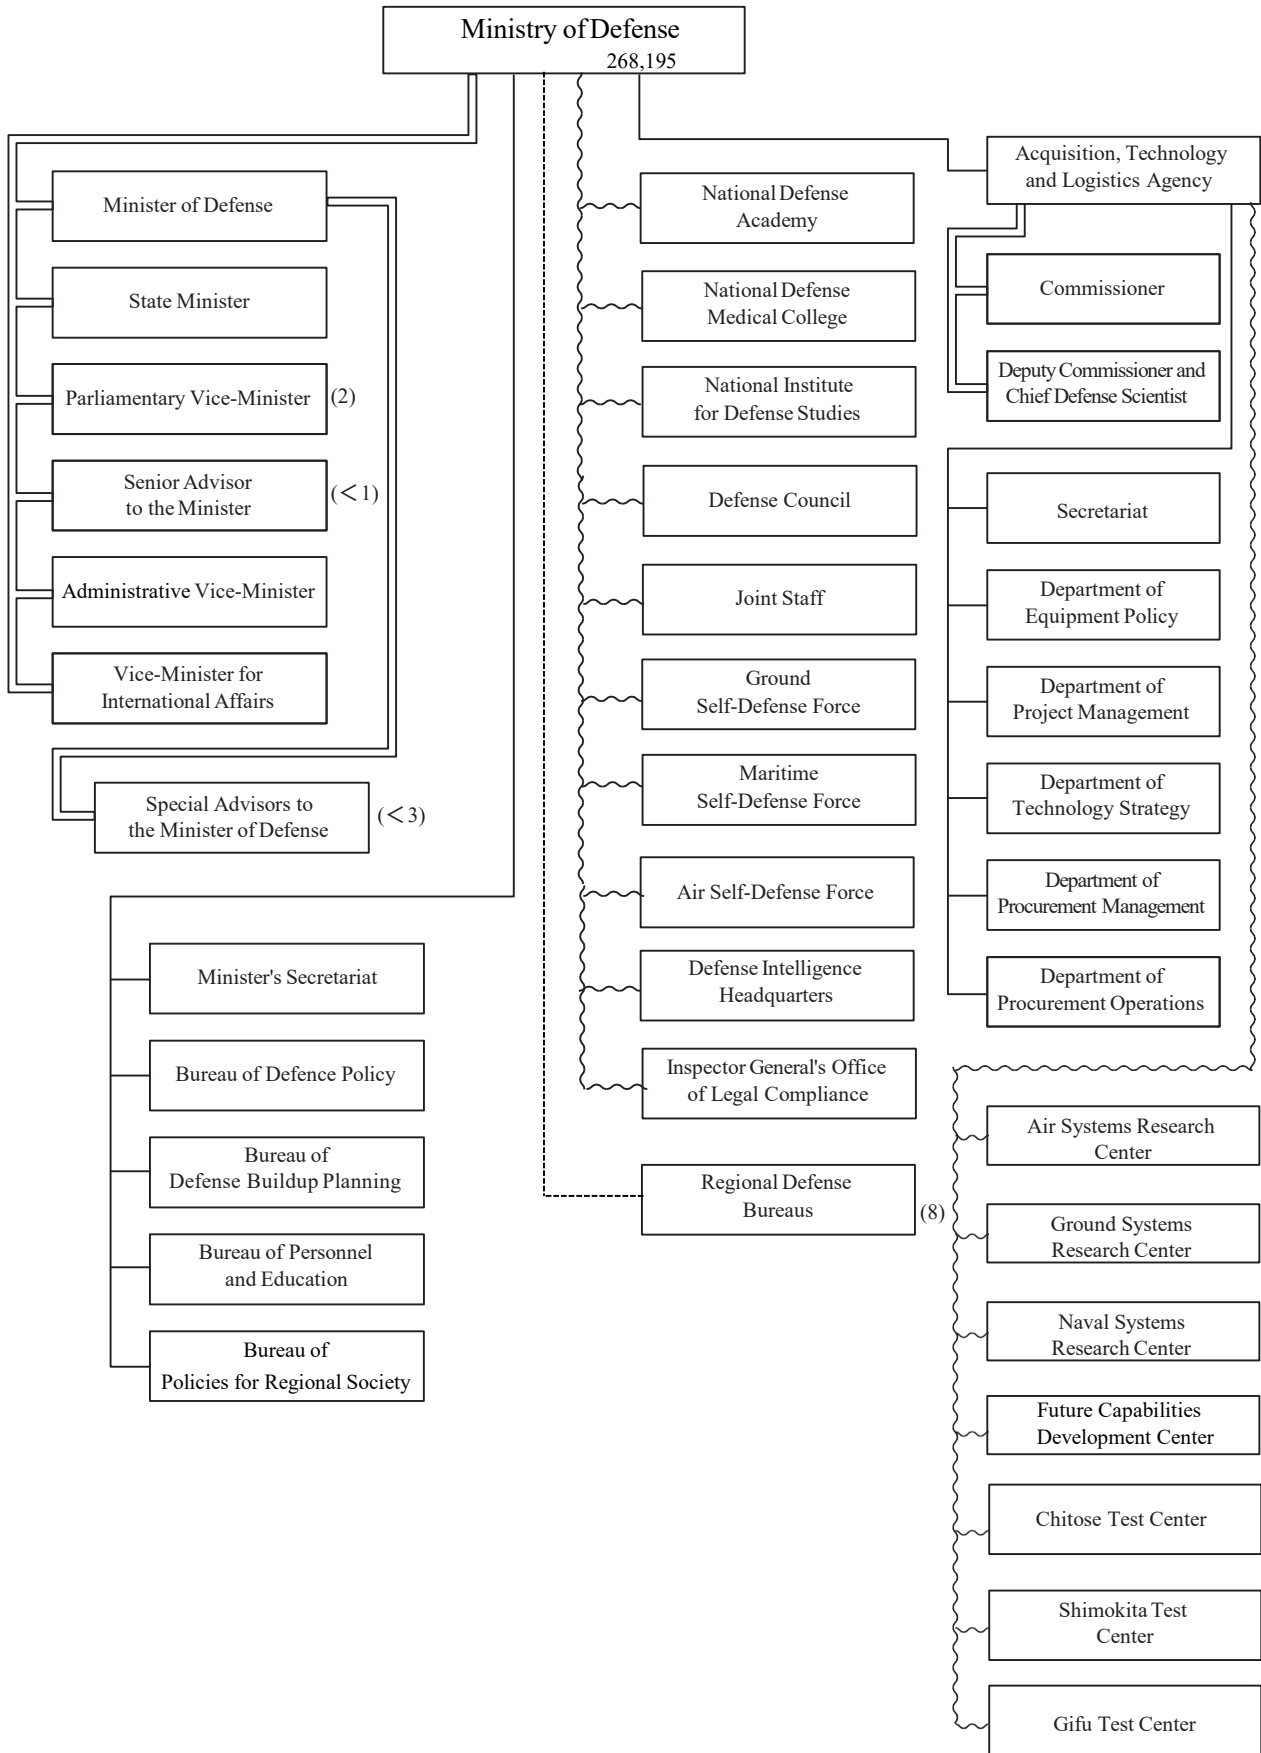 Ministry of Defense
268,195
Minister of Defense
State Minister
Parliamentary Vice-Minister
(2)
Senior Advisor
to the Minister
(<1)
Administrative Vice-Minister
Vice-Minister for
International Affairs
Special Advisors to
the Minister of Defense
(<3)
Minister's Secretariat
Bureau of Defence Policy
Bureau of
Defense Buildup Planning
Bureau of Personnel
and Education
Bureau of
Policies for Regional Society
National Defense
Academy
National Defense
Medical College
National Institute
for Defense Studies
Defense Council
Joint Staff
Ground
Self-Defense Force
Maritime
Self-Defense Force
Air Self-Defense Force
Defense Intelligence
Headquarters
Inspector General's Office
of Legal Compliance
Regional Defense
Bureaus
(8)
Acquisition, Technology
and Logistics Agency
Commissioner
Deputy Commissioner and
Chief Defense Scientist
Secretariat
Department of
Equipment Policy
Department of
Project Management
Department of
Technology Strategy
Department of
Procurement Management
Department of
Procurement Operations
Air Systems Research
Center
Ground Systems
Research Center
Naval Systems
Research Center
Future Capabilities
Development Center
Chitose Test Center
Shimokita Test
Center
Gifu Test Center